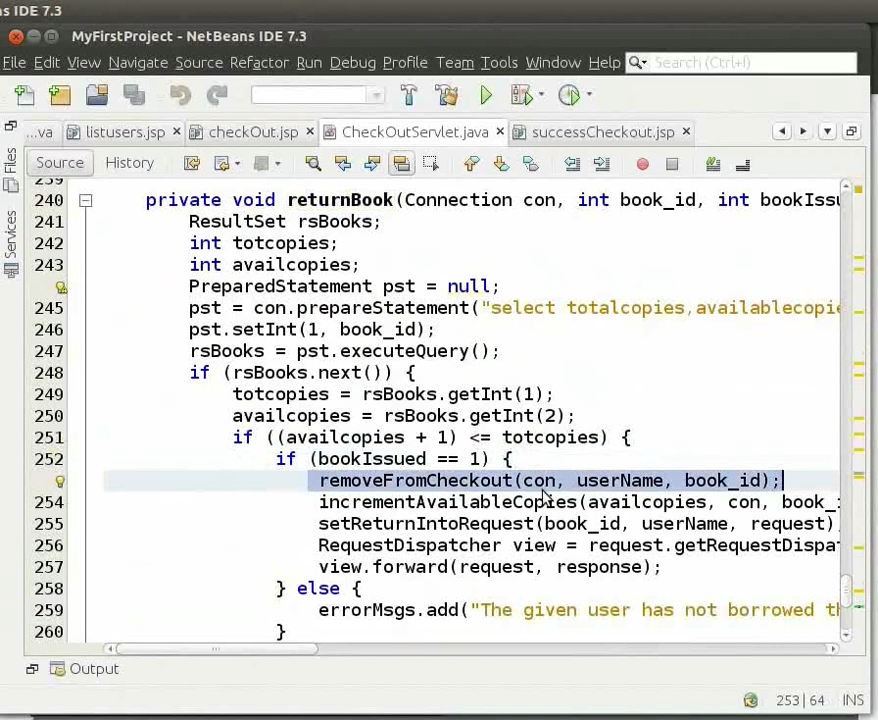 ns IDE 7.3
MyFirstProject - NetBeans IDE 7.3
File Edit View Navigate Source Refactor Run Debug Profile Team Tools Window Help Search (Ctrl+I)
...va listusers.jsp checkOut.jsp CheckOutServlet.java successCheckout.jsp
Source History
Files
Services
239
240 private void returnBook(Connection con, int book_id, int bookIssu
241 ResultSet rsBooks;
242 int totcopies;
243 int availcopies;
PreparedStatement pst = null;
245 pst = con.prepareStatement("select totalcopies,availablecopie
246 pst.setInt(1, book_id);
247 rsBooks = pst.executeQuery();
248 if (rsBooks.next()) {
249 totcopies = rsBooks.getInt(1);
250 availcopies = rsBooks.getInt(2);
251 if ((availcopies + 1) <= totcopies) {
252 if (bookIssued == 1) {
removeFromCheckout(con, userName, book_id);
254 incrementAvailableCopies(availcopies, con, book_i
255 setReturnIntoRequest(book_id, userName, request)
256 RequestDispatcher view = request.getRequestDispat
257 view.forward(request, response);
258 } else {
259 errorMsgs.add("The given user has not borrowed th
260 }
Output
253|64 INS